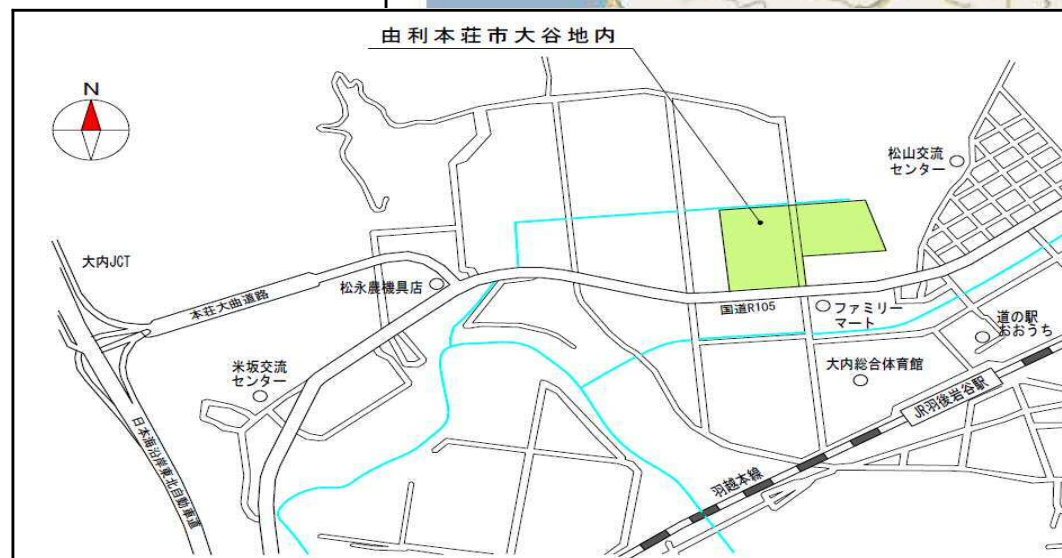 由利本荘市大谷地内
N
松山交流
センター
大内JCT
松永農機具店
本荘大曲道路
国道R105
ファミリー
マート
道の駅
おおうち
米坂交流
センター
大内総合体育館
JR羽後岩谷駅
日本海沿岸東北自動車道
羽越本線